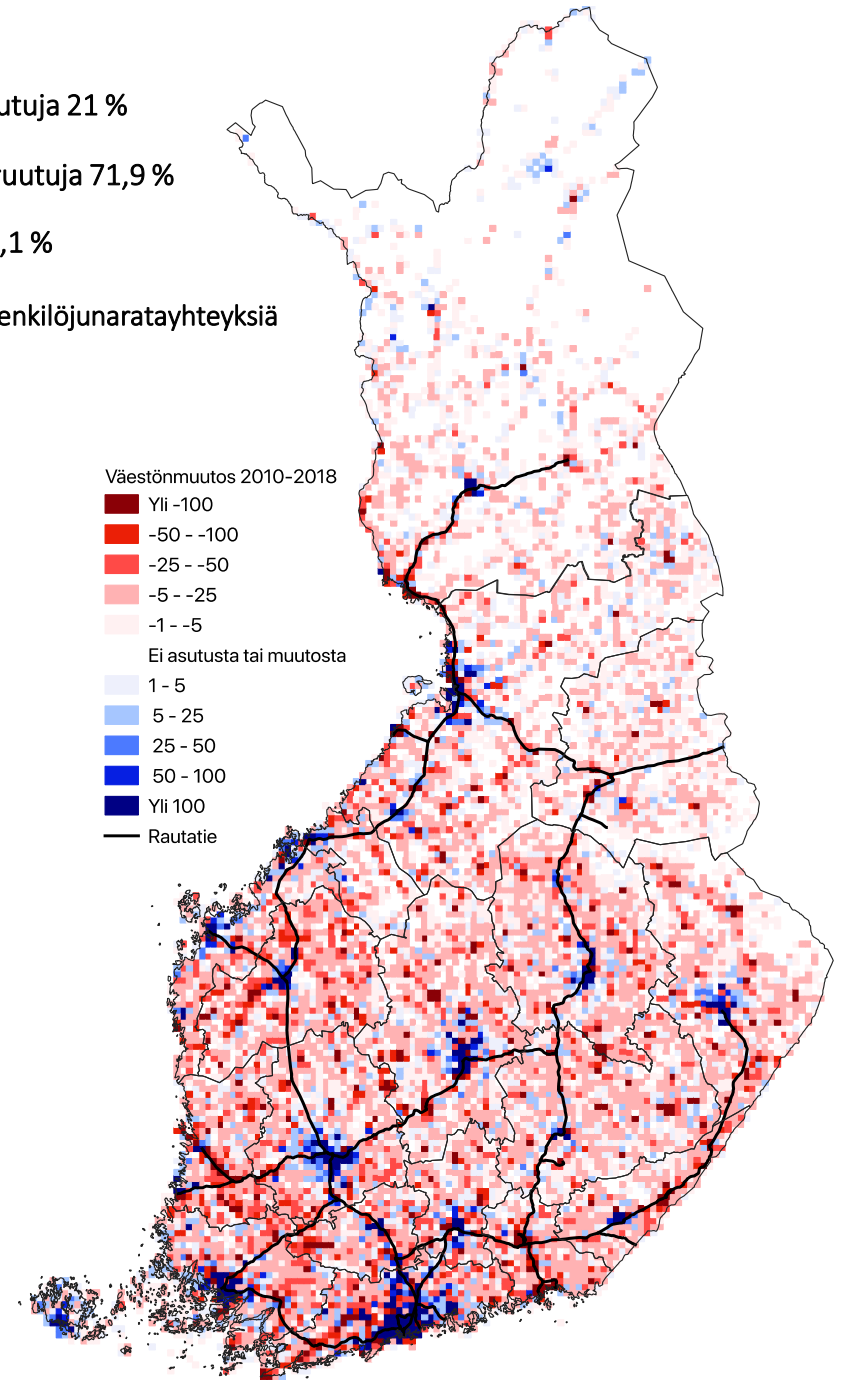 utuja 21 %
ruutuja 71,9 %
,1 %
enkilöjunaratayhteyksiä
Väestönmuutos 2010-2018
Yli -100
-50 - -100
-25 - -50
-5 - -25
-1 - -5
Ei asutusta tai muutosta
1 - 5
5 - 25
25 - 50
50 - 100
Yli 100
Rautatie